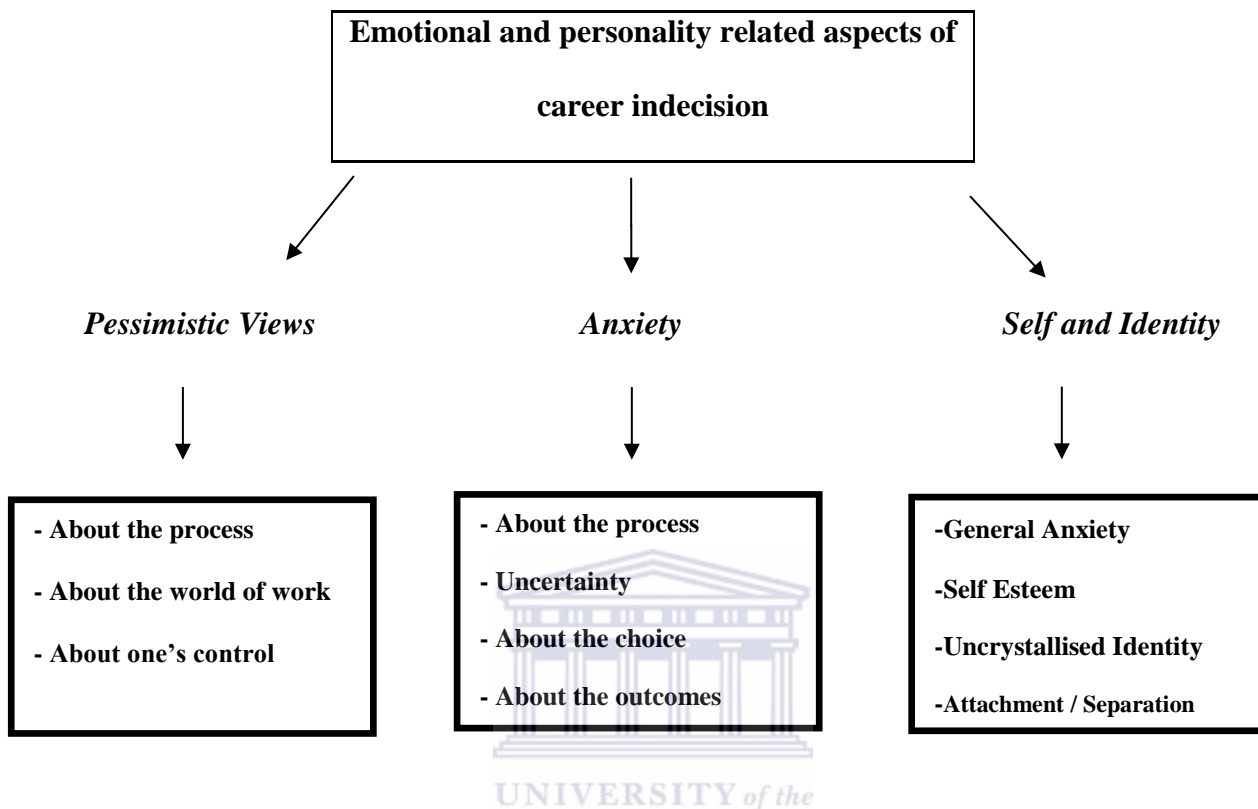 Emotional and personality related aspects of
career indecision
Pessimistic Views
Anxiety
Self and Identity
- About the process
- About the world of work
- About one's control
- About the process
- Uncertainty
- About the choice
- About the outcomes
-General Anxiety
-Self Esteem
-Uncrystallised Identity
-Attachment / Separation
UNIVERSITY of the